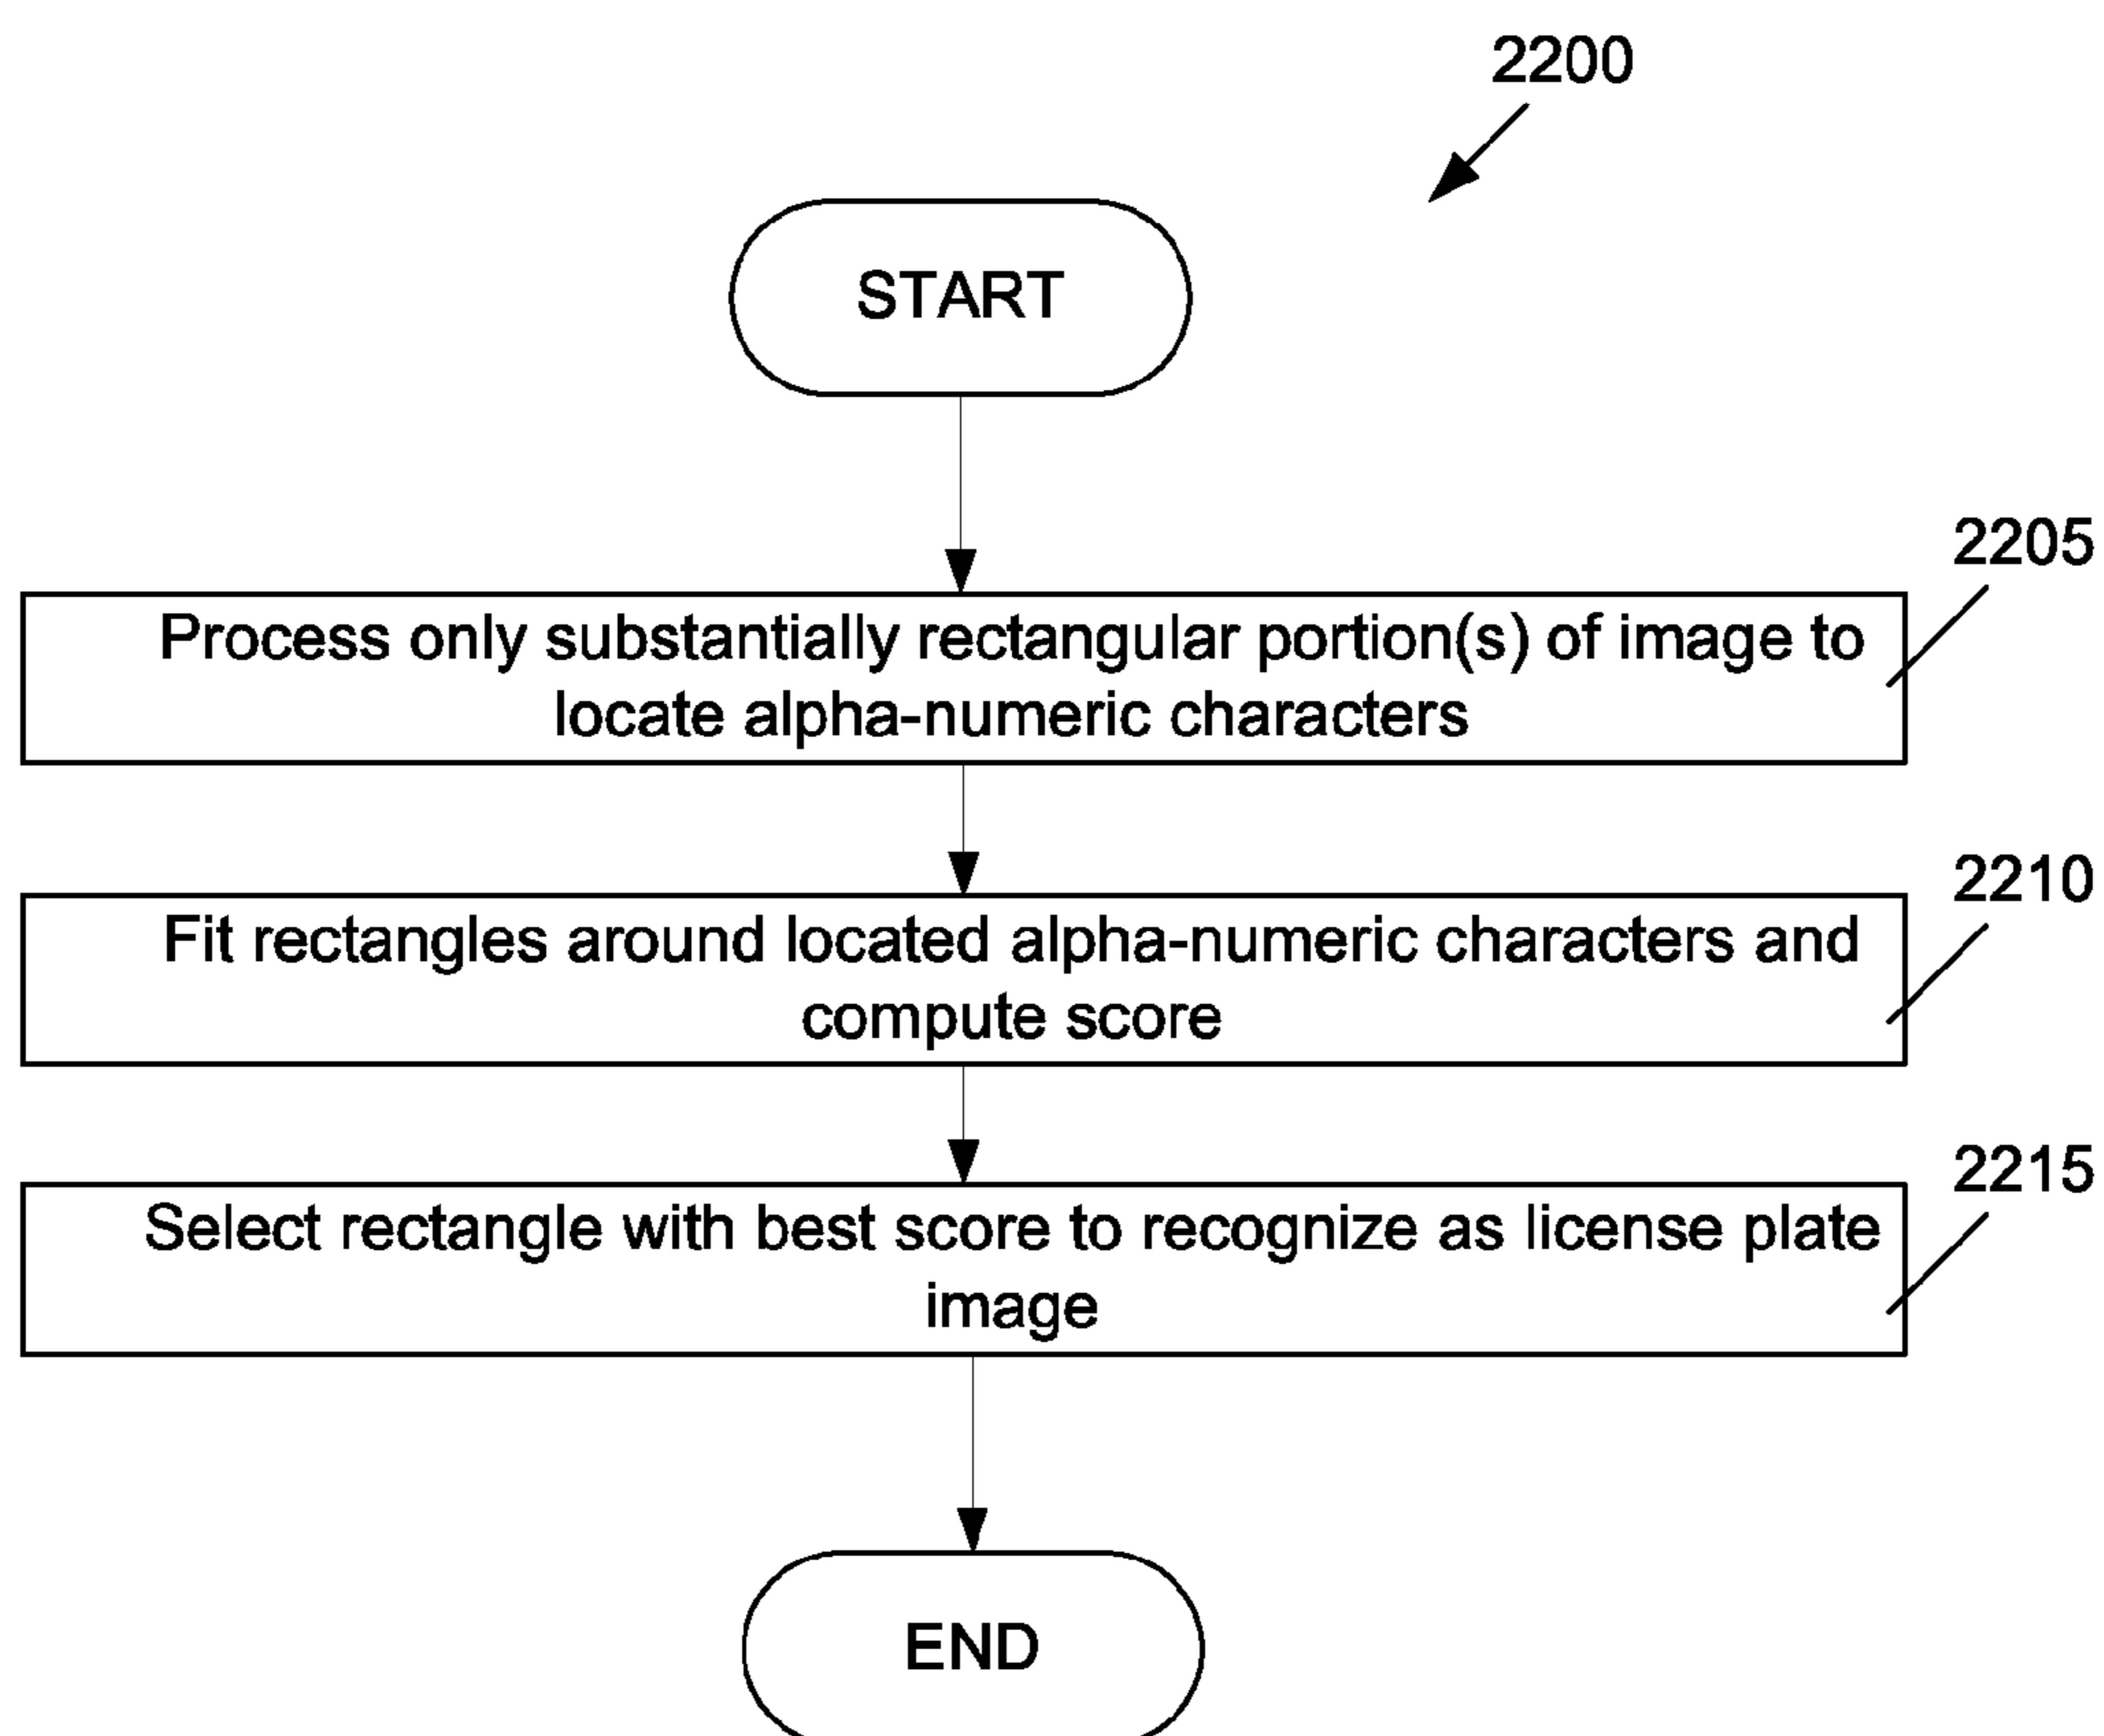 2200
START
2205
Process only substantially rectangular portion(s) of image to
locate alpha-numeric characters
2210
Fit rectangles around located alpha-numeric characters and
compute score
2215
Select rectangle with best score to recognize as license plate
image
END